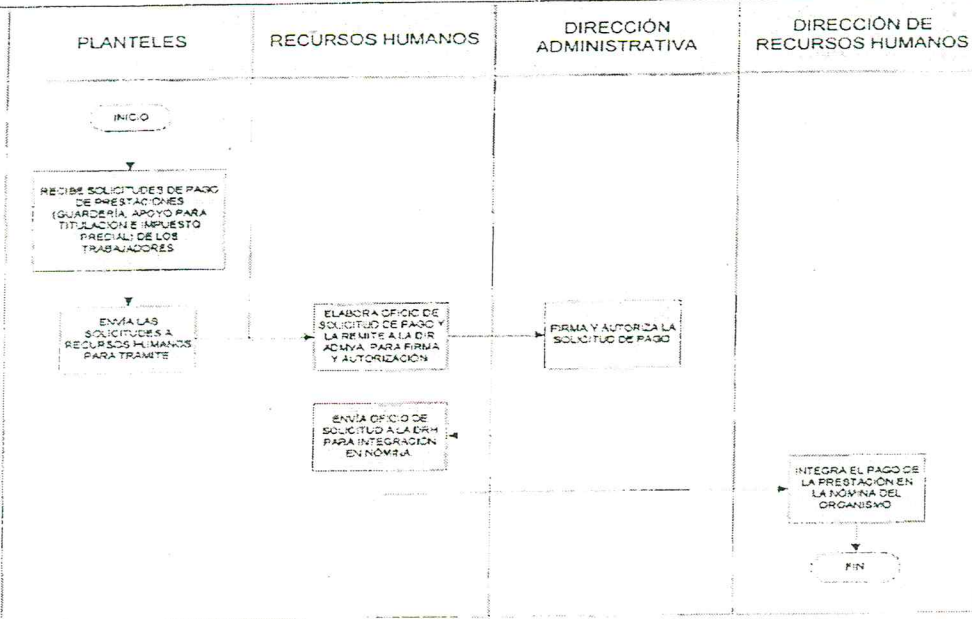 PLANTELES
RECURSOS HUMANOS
DIRECCIÓN
ADMINISTRATIVA
DIRECCIÓN DE
RECURSOS HUMANOS
INICIO
RECIBE SOLICITUDES DE PAGO
DE PRESTACIONES
(GUARDERÍA, APOYO PARA
TITULACIÓN E IMPUESTO
PREDIAL) DE LOS
TRABAJADORES
ENVÍA LAS
SOLICITUDES A
RECURSOS HUMANOS
PARA TRAMITE
ELABORA OFICIO DE
SOLICITUD DE PAGO Y
LA REMITE A LA DIR.
ADMVA. PARA FIRMA
Y AUTORIZACIÓN
FIRMA Y AUTORIZA LA
SOLICITUD DE PAGO
ENVÍA OFICIO DE
SOLICITUD A LA DRH
PARA INTEGRACIÓN
EN NÓMINA.
INTEGRA EL PAGO DE
LA PRESTACIÓN EN
LA NÓMINA DEL
ORGANISMO
FIN